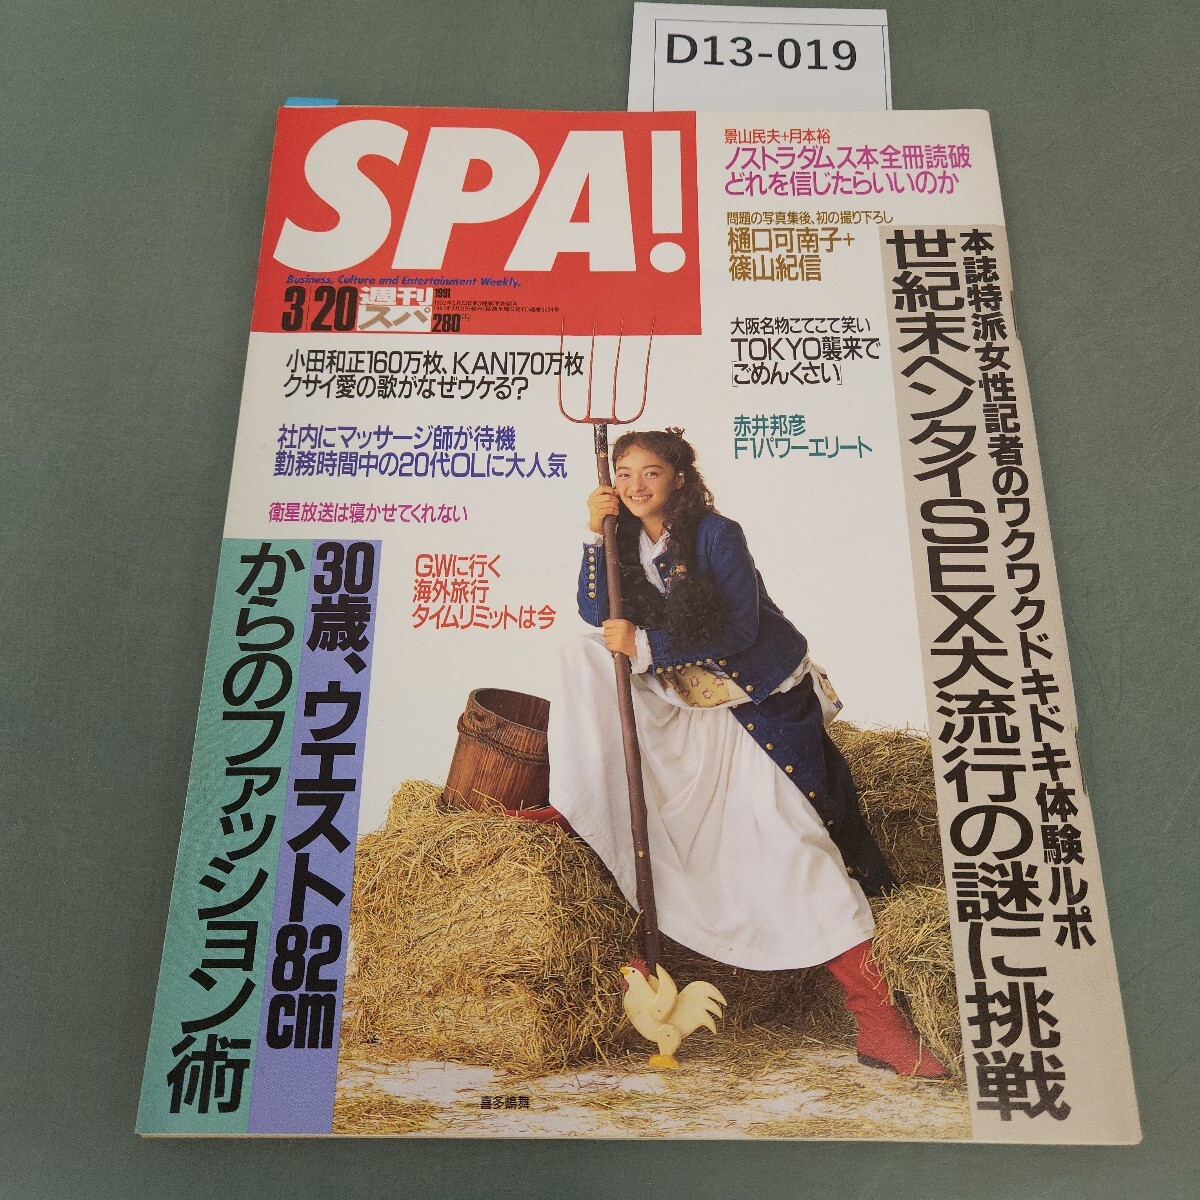 D13-019
SPA!
Business, Culture and Entertainment Weekly.
3/20
週刊
スパ
1991
280円
景山民夫+月本裕
ノストラダムス本全冊読破
どれを信じたらいいのか
問題の写真集後、初の撮り下ろし
樋口可南子+
篠山紀信
大阪名物こてこて笑い
TOKYO襲来で
「ごめんくさい」
赤井邦彦
F1パワーエリート
本誌特派女性記者のワクワクドキドキ体験ルポ
世紀末ヘンタイSEX大流行の謎に挑戦
小田和正160万枚、KAN170万枚
クサイ愛の歌がなぜウケる?
社内にマッサージ師が待機
勤務時間中の20代OLに大人気
衛星放送は寝かせてくれない
G.Wに行く
海外旅行
タイムリミットは今
30歳、ウエスト82cm
からのファッション術
喜多嶋舞